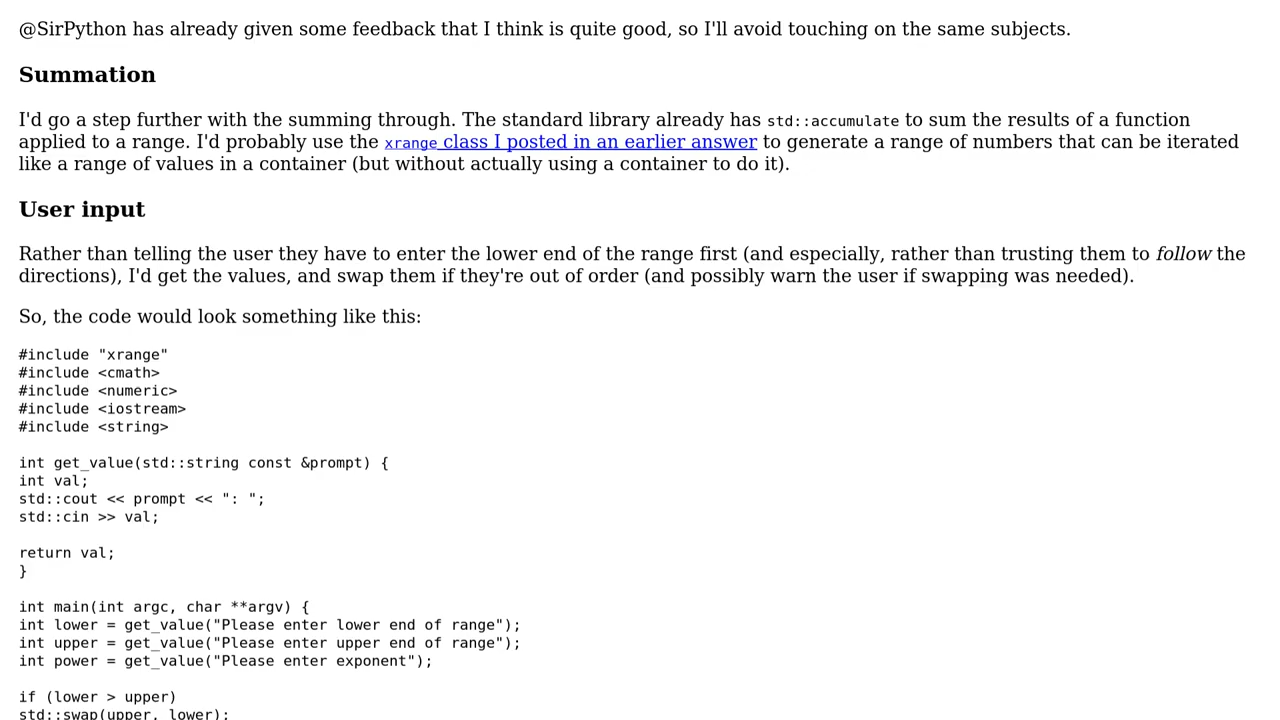 @SirPython has already given some feedback that I think is quite good, so I'll avoid touching on the same subjects.
Summation
I'd go a step further with the summing through. The standard library already has std::accumulate to sum the results of a function
applied to a range. I'd probably use the xrange class I posted in an earlier answer to generate a range of numbers that can be iterated
like a range of values in a container (but without actually using a container to do it).
User input
Rather than telling the user they have to enter the lower end of the range first (and especially, rather than trusting them to follow the
directions), I'd get the values, and swap them if they're out of order (and possibly warn the user if swapping was needed).
So, the code would look something like this:
#include "xrange"
#include <cmath>
#include <numeric>
#include <iostream>
#include <string>
int get_value(std::string const &prompt) {
int val;
std::cout << prompt << ": ";
std::cin >> val;
return val;
}
int main(int argc, char **argv) {
int lower = get_value("Please enter lower end of range");
int upper = get_value("Please enter upper end of range");
int power = get_value("Please enter exponent");
if (lower > upper)
std::swap(upper, lower);